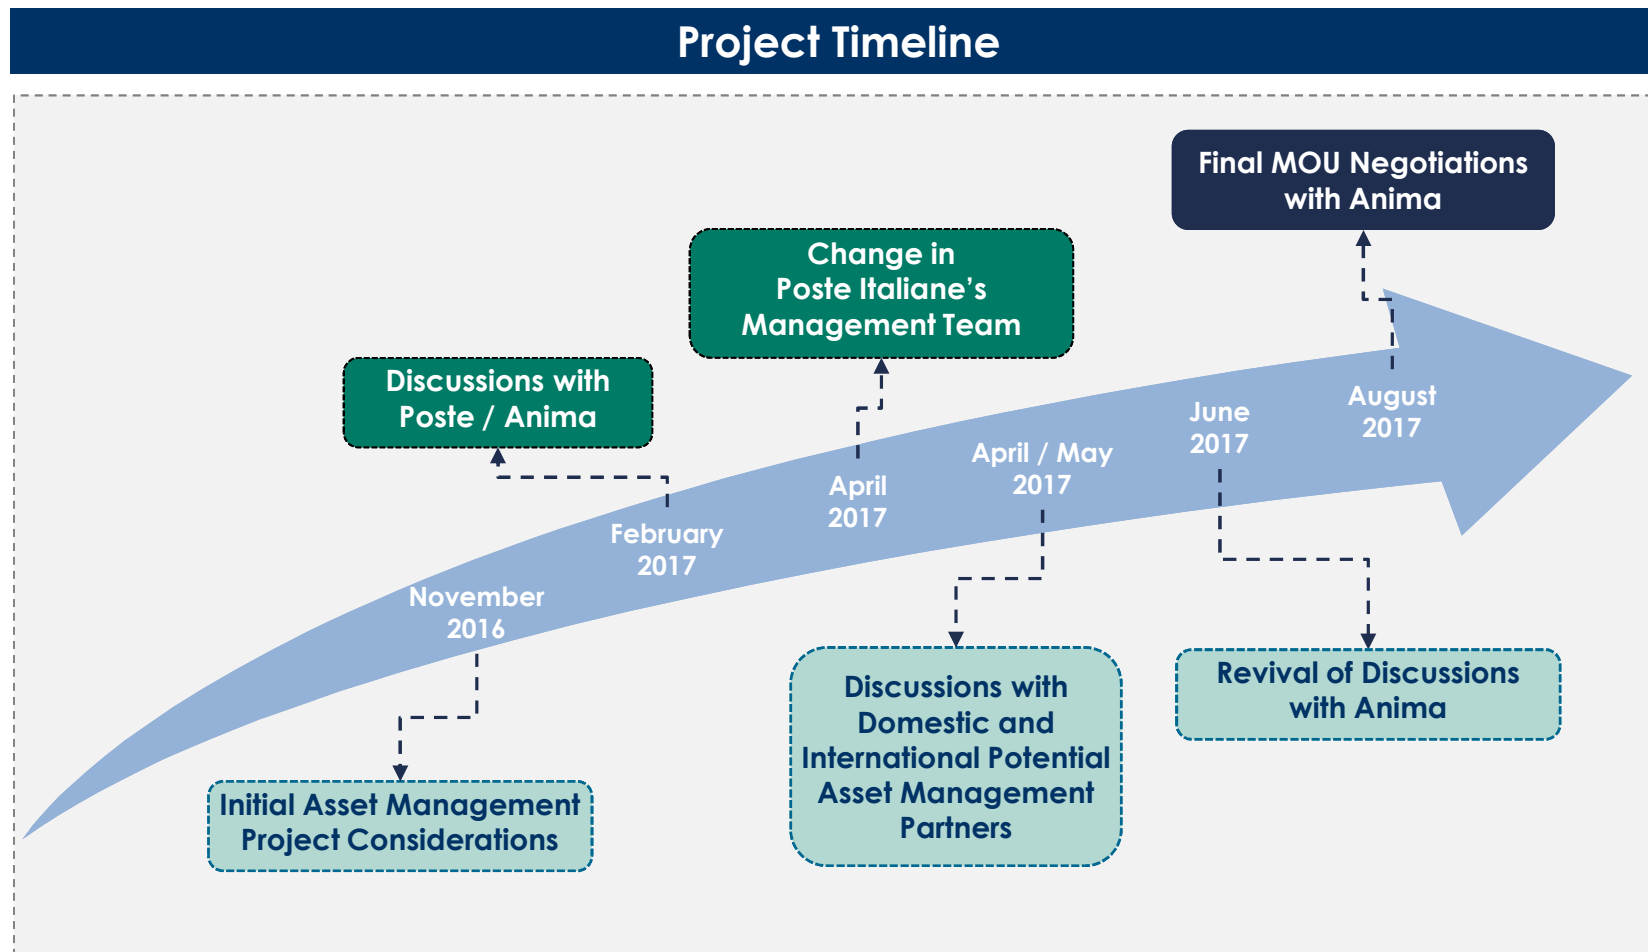 Project Timeline
Final MOU Negotiations
with Anima
Change in
Poste Italiane’s
Management Team
Discussions with
Poste / Anima
November
2016
February
2017
April
2017
April / May
2017
June
2017
August
2017
Initial Asset Management
Project Considerations
Discussions with
Domestic and
International Potential
Asset Management
Partners
Revival of Discussions
with Anima